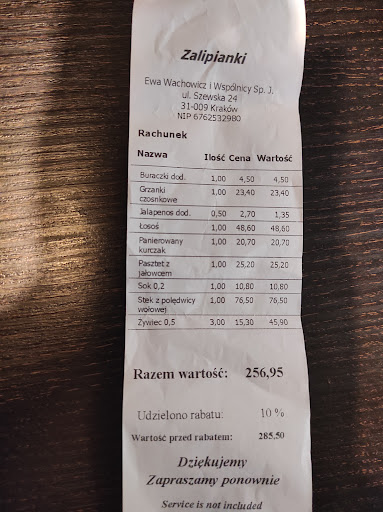 Zalipianki
Ewa Wachowicz i Wspólnicy Sp. J.
ul. Szewska 24
31-009 Kraków
NIP 6762532980
Rachunek
Nazwa Ilość Cena Wartość
Buraczki dod. 1,00 4,50 4,50
Grzanki 1,00 23,40 23,40
czosnkowe
Jalapenos dod. 0,50 2,70 1,35
Łosoś 1,00 48,60 48,60
Panierowany 1,00 20,70 20,70
kurczak
Pasztet z 1,00 25,20 25,20
jałowcem
Sok 0,2 1,00 10,80 10,80
Stek z polędwicy 1,00 76,50 76,50
wołowej
Żywiec 0,5 3,00 15,30 45,90
Razem wartość: 256,95
Udzielono rabatu: 10 %
Wartość przed rabatem: 285,50
Dziękujemy
Zapraszamy ponownie
Service is not included